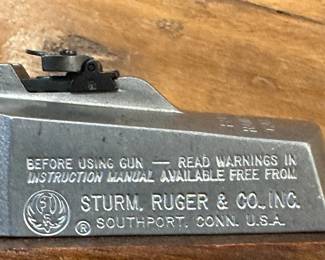 BEFORE USING GUN — READ WARNINGS IN
INSTRUCTION MANUAL AVAILABLE FREE FROM
STURM, RUGER & CO., INC.
® SOUTHPORT, CONN. U.S.A.